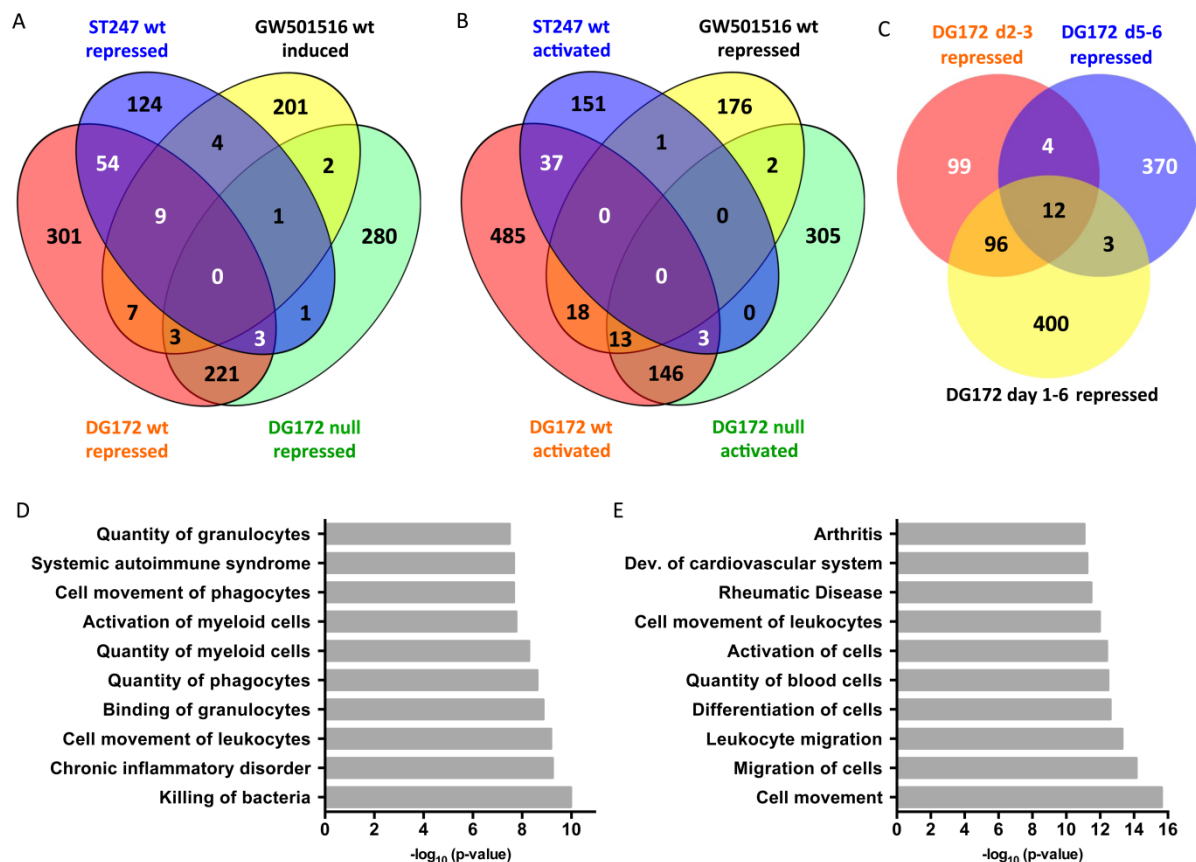 A
ST247 wt
repressed
GW501516 wt
induced
124
201
4
54
2
9
1
301
280
0
7
1
3
3
221
DG172 wt
repressed
DG172 null
repressed
B
ST247 wt
activated
GW501516 wt
repressed
151
176
1
37
2
0
0
485
305
0
18
0
13
3
146
DG172 wt
activated
DG172 null
activated
C
DG172 d2-3
repressed
DG172 d5-6
repressed
4
99
370
12
96
3
400
DG172 day 1-6 repressed
D
Quantity of granulocytes
Systemic autoimmune syndrome
Cell movement of phagocytes
Activation of myeloid cells
Quantity of myeloid cells
Quantity of phagocytes
Binding of granulocytes
Cell movement of leukocytes
Chronic inflammatory disorder
Killing of bacteria
0 2 4 6 8 10
-log10 (p-value)
E
Arthritis
Dev. of cardiovascular system
Rheumatic Disease
Cell movement of leukocytes
Activation of cells
Quantity of blood cells
Differentiation of cells
Leukocyte migration
Migration of cells
Cell movement
0 2 4 6 8 10 12 14 16
-log10 (p-value)